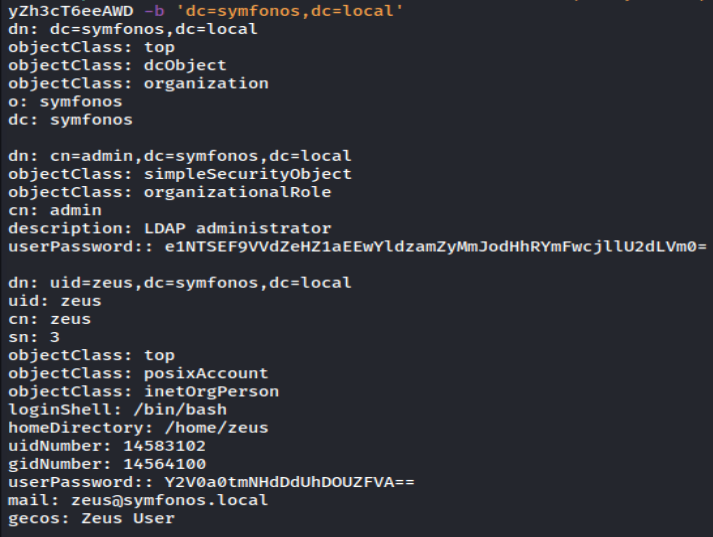 yZh3cT6eeAWD -b 'dc=symfonos,dc=local'
dn: dc=symfonos,dc=local
objectClass: top
objectClass: dcObject
objectClass: organization
o: symfonos
dc: symfonos
dn: cn=admin,dc=symfonos,dc=local
objectClass: simpleSecurityObject
objectClass: organizationalRole
cn: admin
description: LDAP administrator
userPassword:: e1NTSEF9VVdZeHZ1aEEwYldzamZyMmJodHhRYmFwcjllU2dLVm0=
dn: uid=zeus,dc=symfonos,dc=local
uid: zeus
cn: zeus
sn: 3
objectClass: top
objectClass: posixAccount
objectClass: inetOrgPerson
loginShell: /bin/bash
homeDirectory: /home/zeus
uidNumber: 14583102
gidNumber: 14564100
userPassword:: Y2V0a0tmNHdDdUhDOUZFVA==
mail: zeus@symfonos.local
gecos: Zeus User